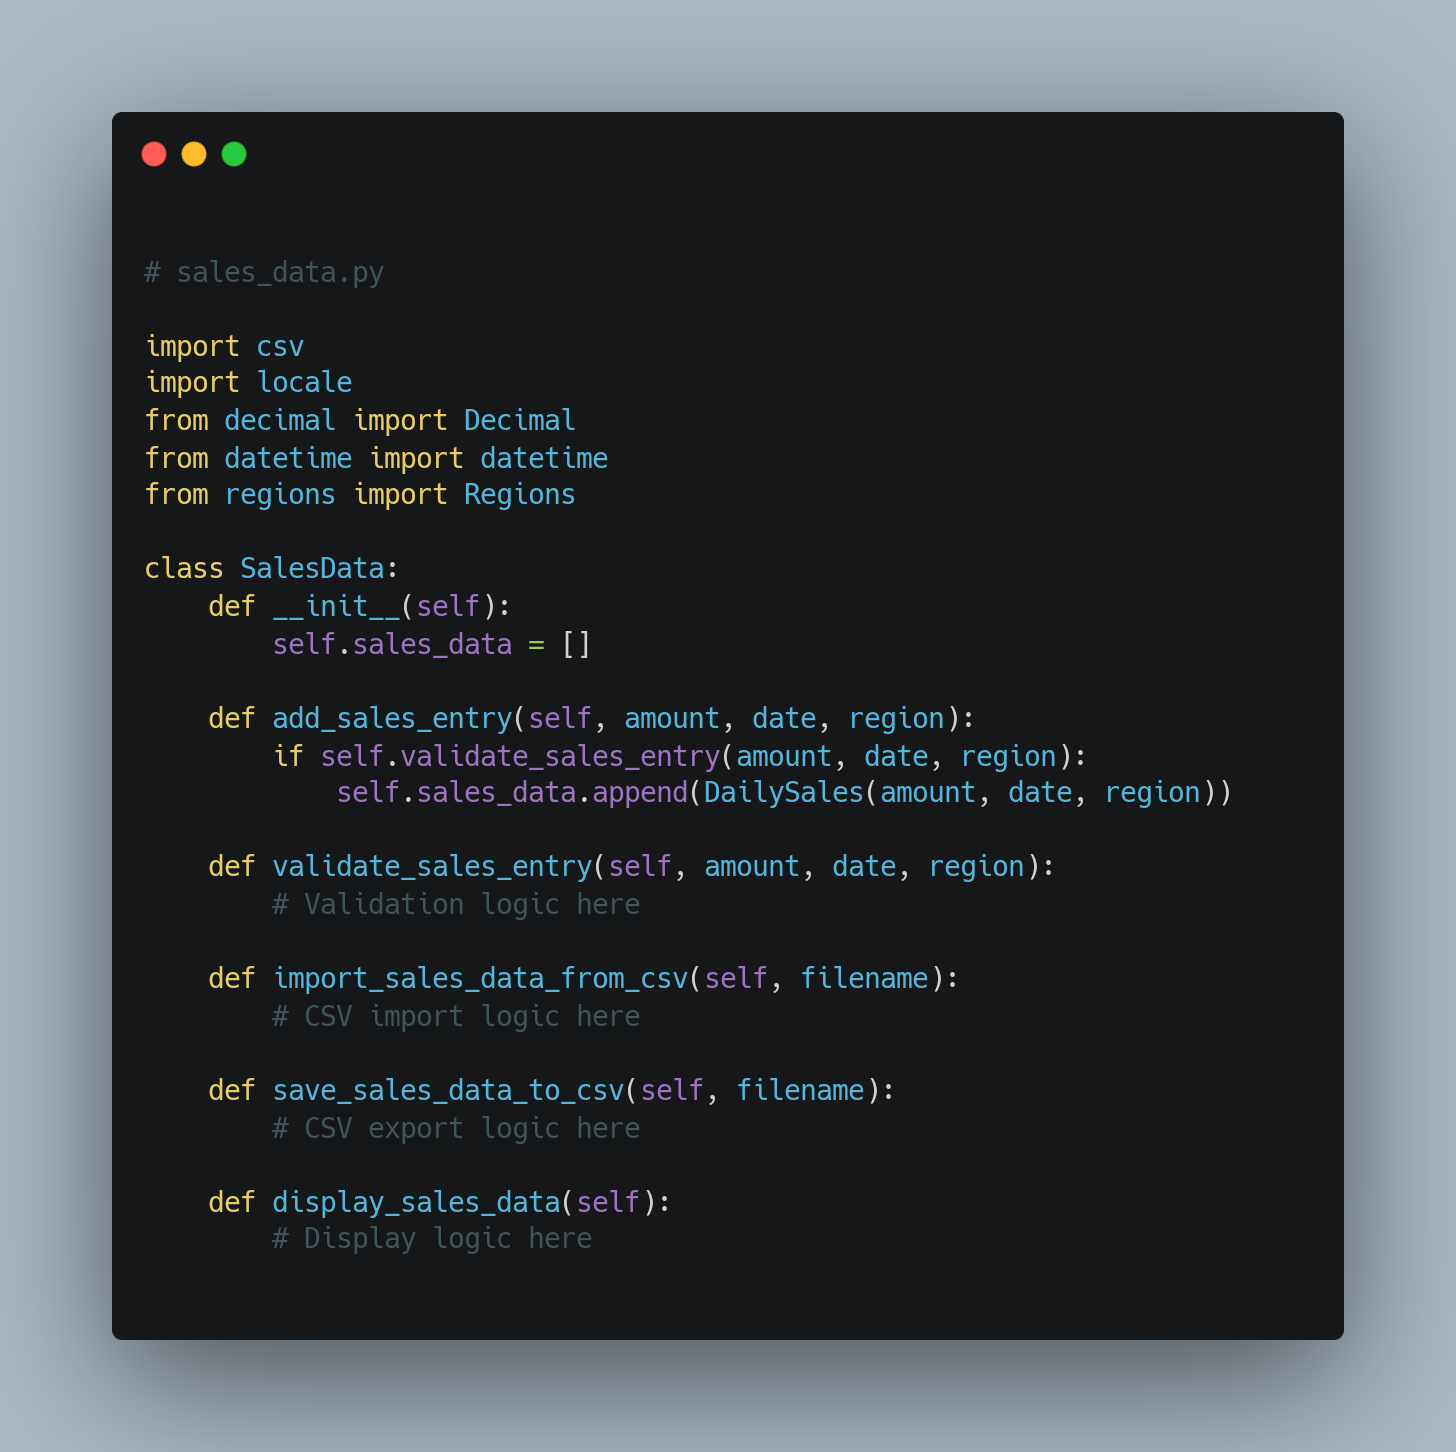 # sales_data.py

import csv
import locale
from decimal import Decimal
from datetime import datetime
from regions import Regions

class SalesData:
    def __init__(self):
        self.sales_data = []

    def add_sales_entry(self, amount, date, region):
        if self.validate_sales_entry(amount, date, region):
            self.sales_data.append(DailySales(amount, date, region))

    def validate_sales_entry(self, amount, date, region):
        # Validation logic here

    def import_sales_data_from_csv(self, filename):
        # CSV import logic here

    def save_sales_data_to_csv(self, filename):
        # CSV export logic here

    def display_sales_data(self):
        # Display logic here